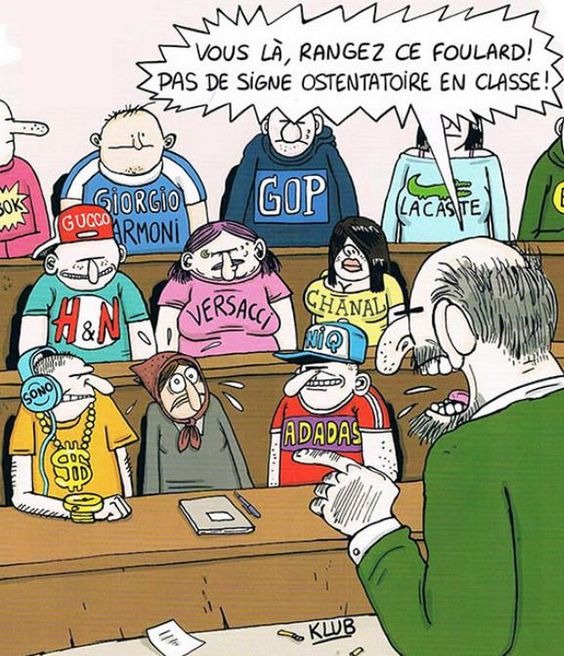 VOUS LÀ, RANGEZ CE FOULARD!
PAS DE SIGNE OSTENTATOIRE EN CLASSE!
BOK
GIORGIO
ARMONI
GOP
LACASTE
GUCCO
H&N
VERSACCI
CHÂNAL
SONO
$
NIQ
ADADAS
KLUB